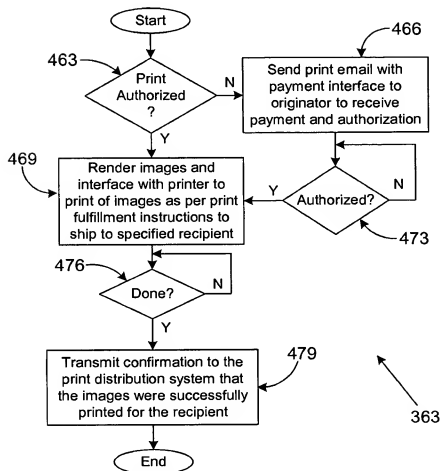 Start
463
466
Print
Authorized
?
N
Y
Send print email with
payment interface to
originator to receive
payment and authorization
469
Render images and
interface with printer to
print of images as per print
fulfillment instructions to
ship to specified recipient
Y
Authorized?
N
473
476
Done?
N
Y
Transmit confirmation to the
print distribution system that
the images were successfully
printed for the recipient
479
363
End